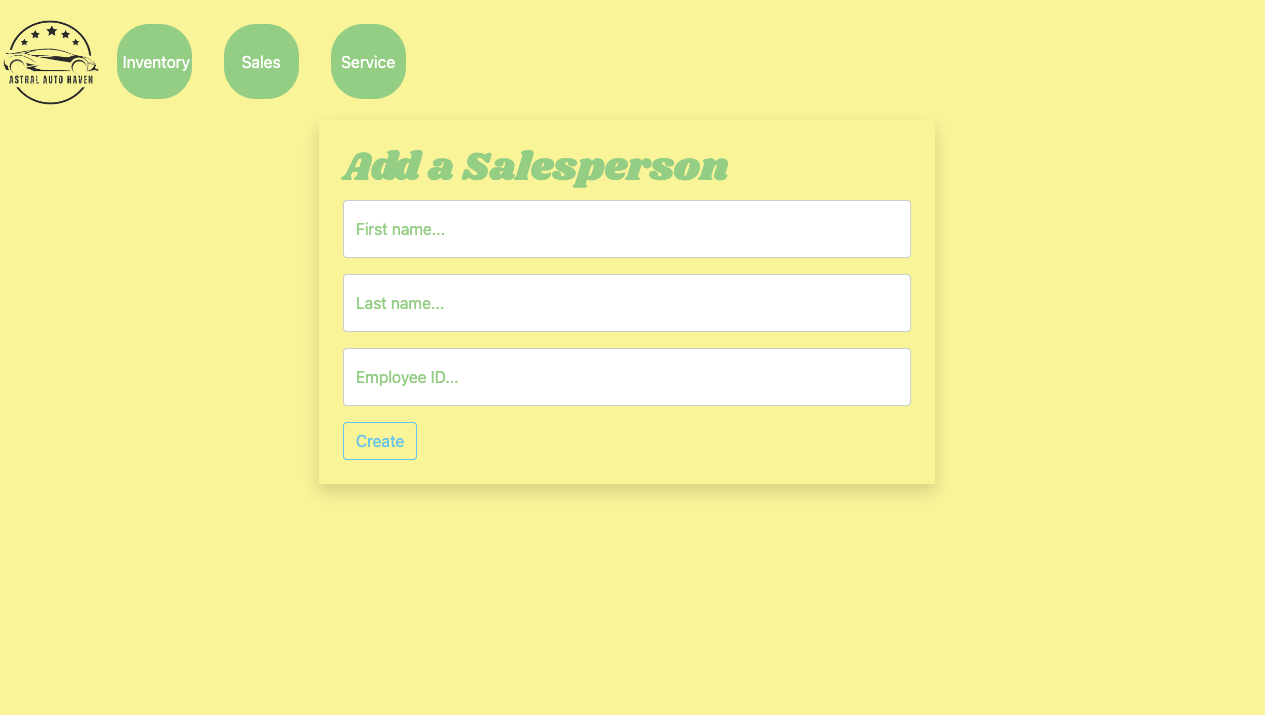 ASTRAL AUTO HAVEN
Inventory
Sales
Service
Add a Salesperson
First name...
Last name...
Employee ID...
Create